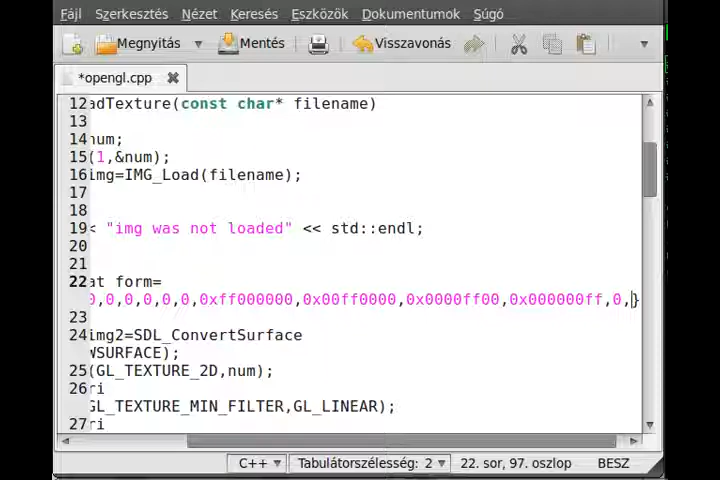 Fájl Szerkesztés Nézet Keresés Eszközök Dokumentumok Súgó
Megnyitás Mentés Visszavonás
*opengl.cpp
12 adTexture(const char* filename)
13
14 num;
15 (1,&num);
16 img=IMG_Load(filename);
17
18
19 < "img was not loaded" << std::endl;
20
21
22 at form=
0,0,0,0,0,0,0xff000000,0x00ff0000,0x0000ff00,0x000000ff,0,}
23
24 img2=SDL_ConvertSurface
WSURFACE);
25 (GL_TEXTURE_2D,num);
26 ri
GL_TEXTURE_MIN_FILTER,GL_LINEAR);
27 ri
C++ Tabulátorszélesség: 2 22. sor, 97. oszlop BESZ